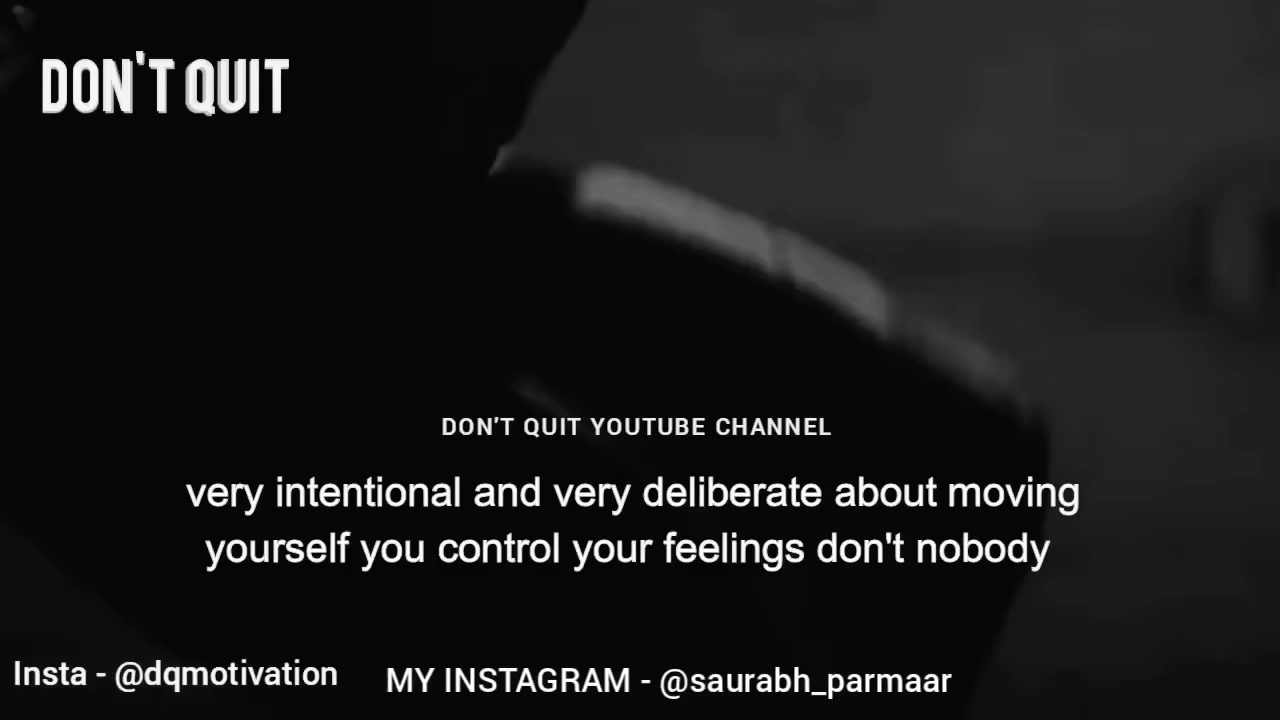 DON'T QUIT
DON'T QUIT YOUTUBE CHANNEL
very intentional and very deliberate about moving
yourself you control your feelings don't nobody
Insta - @dqmotivation
MY INSTAGRAM - @saurabh_parmaar